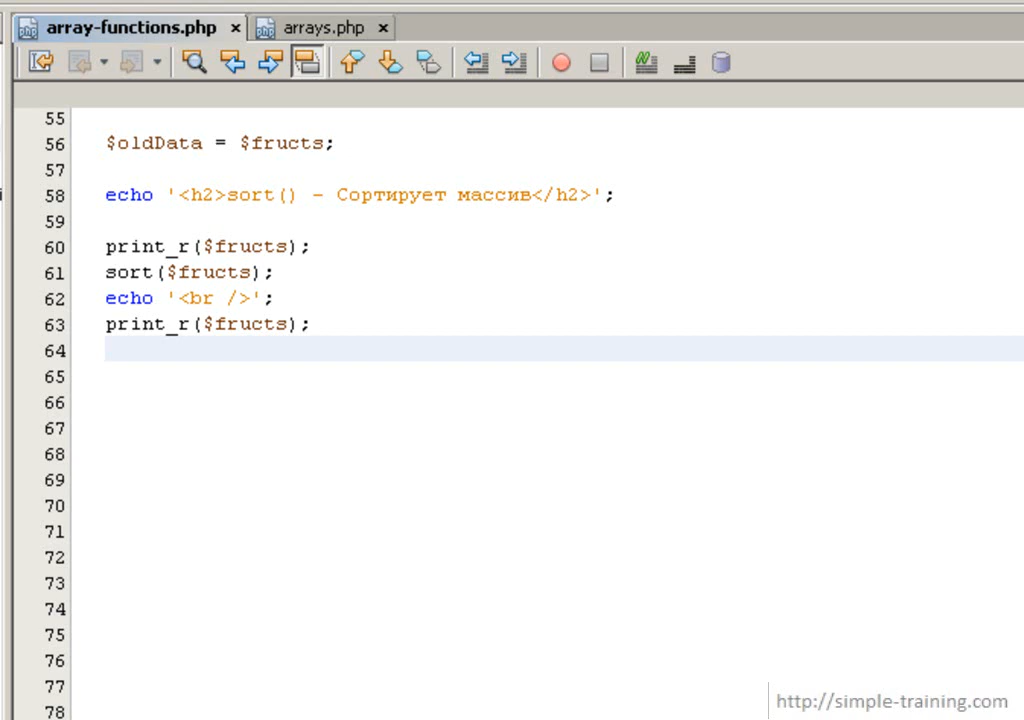 array-functions.php
arrays.php
55
56 $oldData = $fructs;
57
58 echo '<h2>sort() - Сортирует массив</h2>';
59
60 print_r($fructs);
61 sort($fructs);
62 echo '<br />';
63 print_r($fructs);
64
65
66
67
68
69
70
71
72
73
74
75
76
77
78
http://simple-training.com